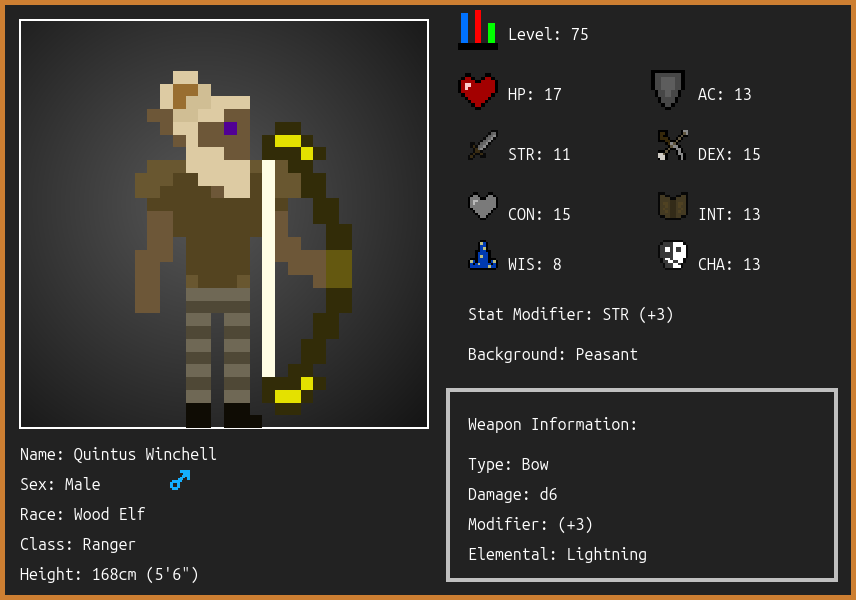 Level: 75
HP: 17
AC: 13
STR: 11
DEX: 15
CON: 15
INT: 13
WIS: 8
CHA: 13
Stat Modifier: STR (+3)
Background: Peasant
Weapon Information:
Type: Bow
Damage: d6
Modifier: (+3)
Elemental: Lightning
Name: Quintus Winchell
Sex: Male
Race: Wood Elf
Class: Ranger
Height: 168cm (5'6")